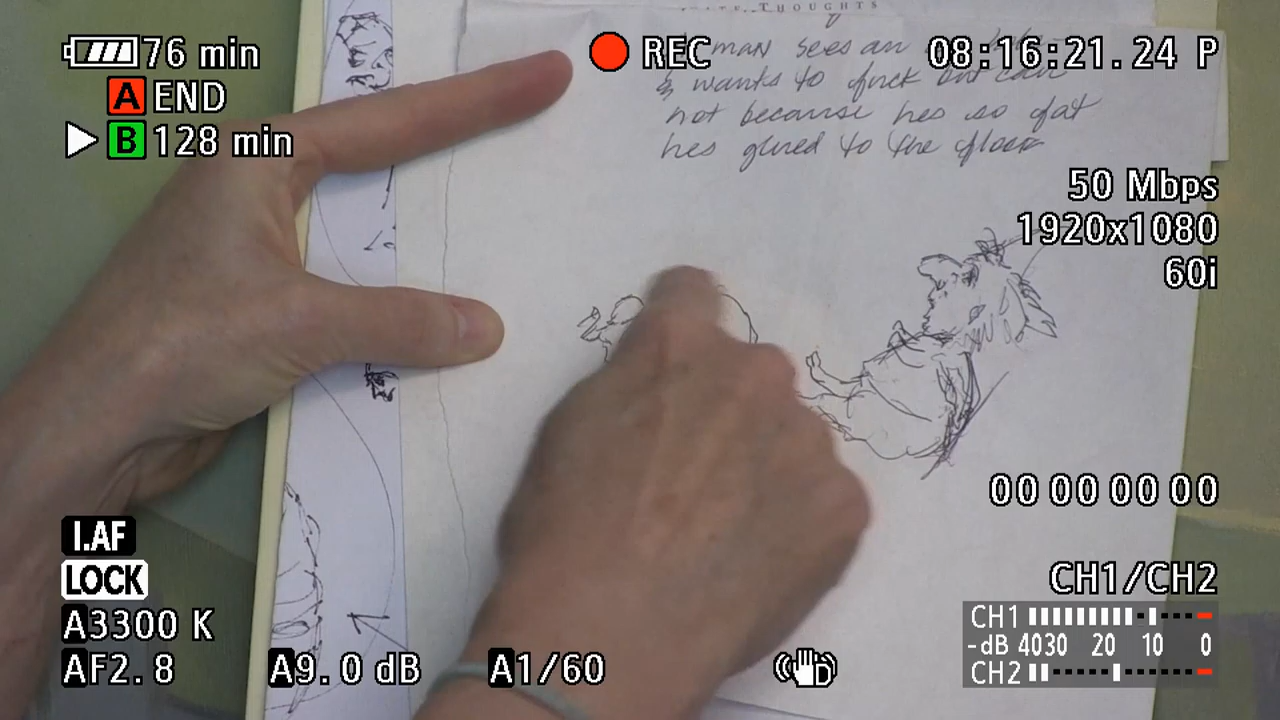 THOUGHTS
76 min REC 08:16:21.24 P
man sees an
A END
& wants to fuck but can
not because hes so fat
B 128 min
hes glued to the floor
50 Mbps
1920x1080
60i
00 00 00 00
I.AF
LOCK
CH1/CH2
A3300 K
CH1
-dB 40 30 20 10 0
AF2.8 A9.0 dB A1/60
CH2